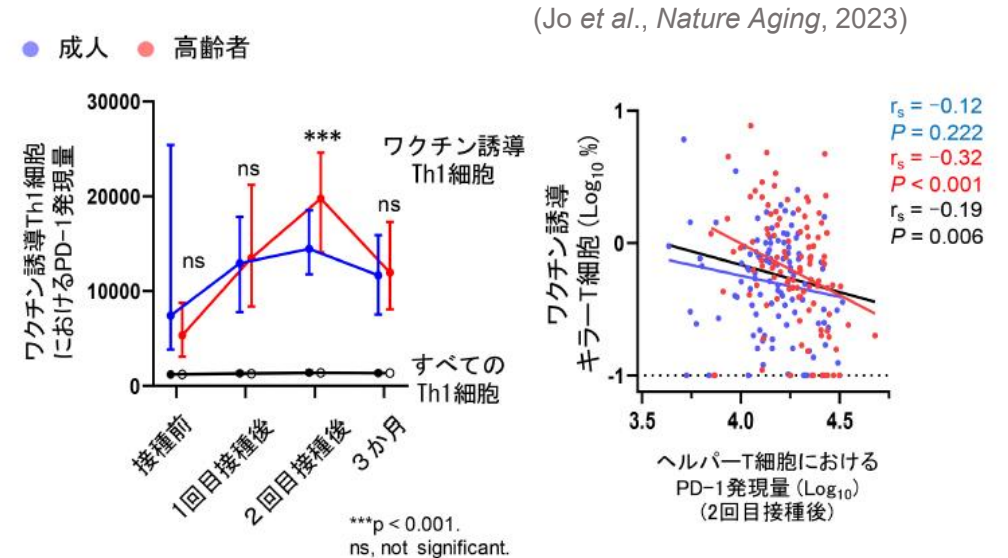 (Jo et al., Nature Aging, 2023)
成人 高齢者
ワクチン誘導Th1細胞
におけるPD-1発現量
30000
20000
10000
0
ns
ns
***
ns
ワクチン誘導
Th1細胞
すべての
Th1細胞
接種前
1回目接種後
2回目接種後
3か月
***p < 0.001.
ns, not significant.
ワクチン誘導
キラーT細胞 (Log₁₀ %)
1
0
-1
3.5
4.0
4.5
rₛ = −0.12
P = 0.222
rₛ = −0.32
P < 0.001
rₛ = −0.19
P = 0.006
ヘルパーT細胞における
PD-1発現量 (Log₁₀)
(2回目接種後)